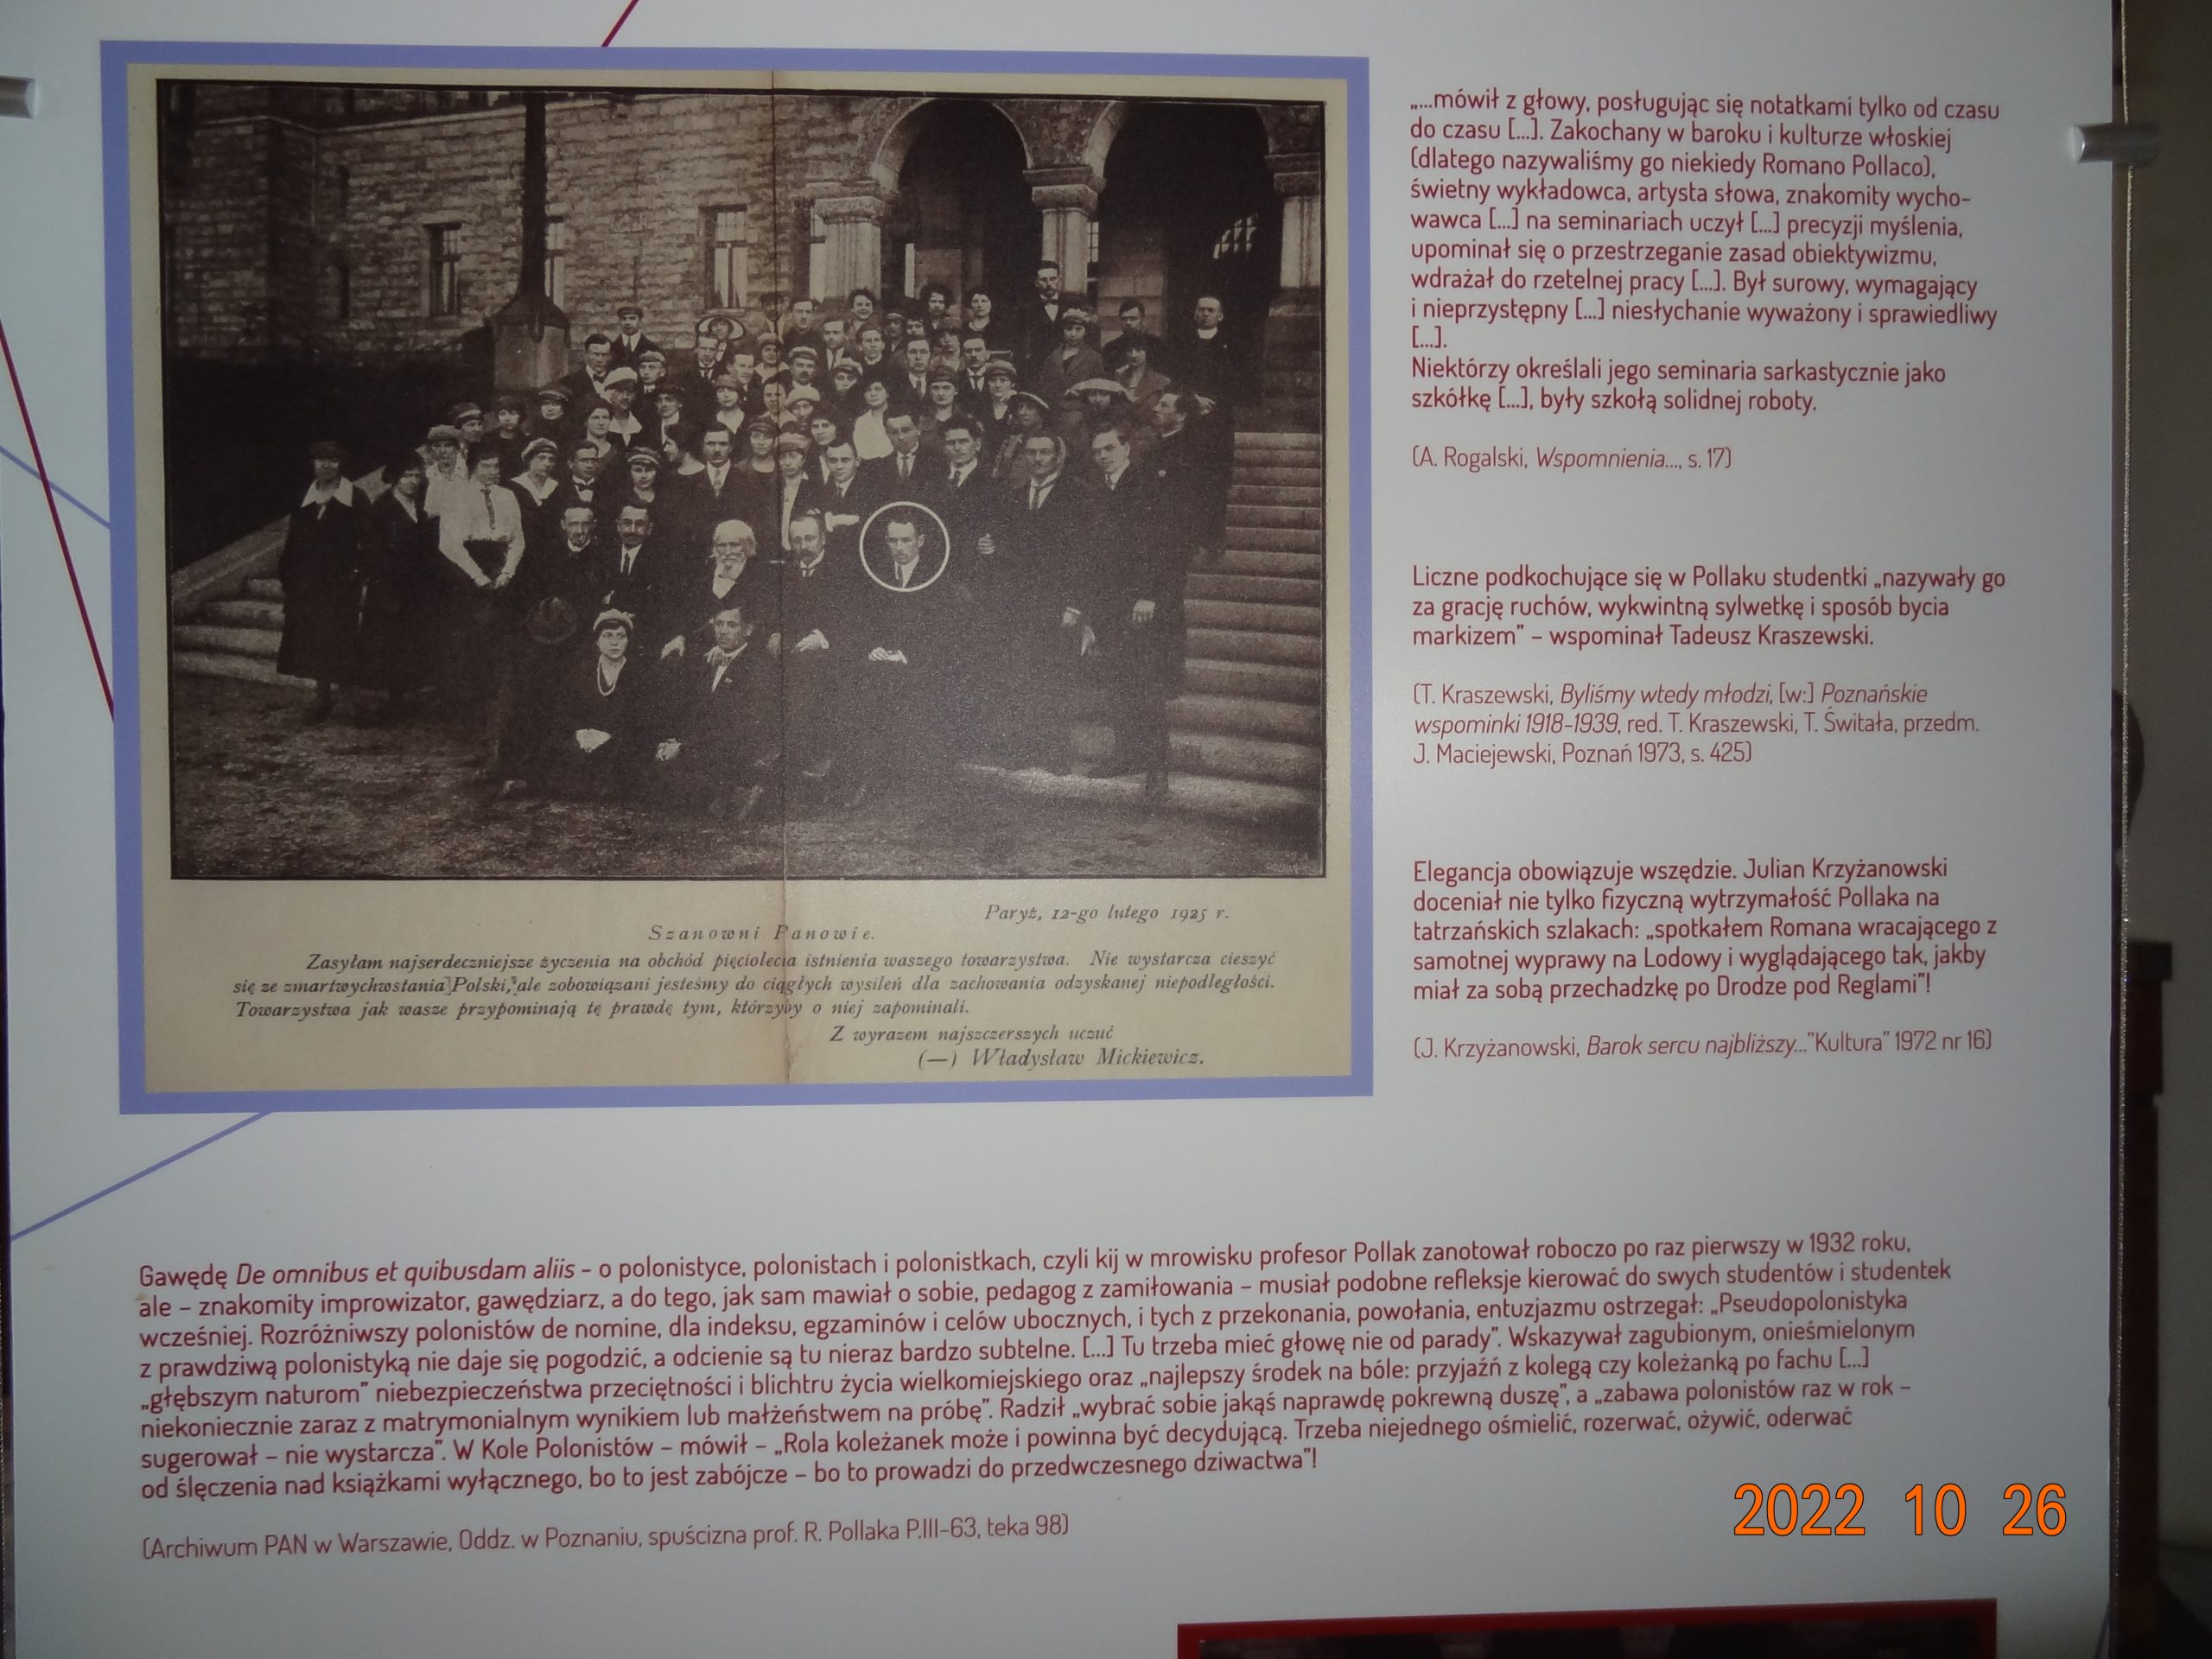 Paryż, 12-go lutego 1925 r.
Szanowni Panowie.
Zasyłam najserdeczniejsze życzenia na obchód pięciolecia istnienia waszego towarzystwa. Nie wystarcza cieszyć
się ze zmartwychwstania Polski, ale zobowiązani jesteśmy do ciągłych wysileń dla zachowania odzyskanej niepodległości.
Towarzystwa jak wasze przypominają tę prawdę tym, którzyby o niej zapominali.
Z wyrazem najszczerszych uczuć
(—) Władysław Mickiewicz.
„...mówił z głowy, posługując się notatkami tylko od czasu
do czasu [...]. Zakochany w baroku i kulturze włoskiej
(dlatego nazywaliśmy go niekiedy Romano Pollaco),
świetny wykładowca, artysta słowa, znakomity wycho-
wawca [...] na seminariach uczył [...] precyzji myślenia,
upominał się o przestrzeganie zasad obiektywizmu,
wdrażał do rzetelnej pracy [...]. Był surowy, wymagający
i nieprzystępny [...] niesłychanie wyważony i sprawiedliwy
[...].
Niektórzy określali jego seminaria sarkastycznie jako
szkółkę [...], były szkołą solidnej roboty.
(A. Rogalski, Wspomnienia..., s. 17)
Liczne podkochujące się w Pollaku studentki „nazywały go
za grację ruchów, wykwintną sylwetkę i sposób bycia
markizem” – wspominał Tadeusz Kraszewski.
(T. Kraszewski, Byliśmy wtedy młodzi, [w:] Poznańskie
wspominki 1918-1939, red. T. Kraszewski, T. Świtała, przedm.
J. Maciejewski, Poznań 1973, s. 425)
Elegancja obowiązuje wszędzie. Julian Krzyżanowski
doceniał nie tylko fizyczną wytrzymałość Pollaka na
tatrzańskich szlakach: „spotkałem Romana wracającego z
samotnej wyprawy na Lodowy i wyglądającego tak, jakby
miał za sobą przechadzkę po Drodze pod Reglami”!
(J. Krzyżanowski, Barok sercu najbliższy...”Kultura” 1972 nr 16)
Gawędę De omnibus et quibusdam aliis – o polonistyce, polonistach i polonistkach, czyli kij w mrowisku profesor Pollak zanotował roboczo po raz pierwszy w 1932 roku,
ale – znakomity improwizator, gawędziarz, a do tego, jak sam mawiał o sobie, pedagog z zamiłowania – musiał podobne refleksje kierować do swych studentów i studentek
wcześniej. Rozróżniwszy polonistów de nomine, dla indeksu, egzaminów i celów ubocznych, i tych z przekonania, powołania, entuzjazmu ostrzegał: „Pseudopolonistyka
z prawdziwą polonistyką nie daje się pogodzić, a odcienie są tu nieraz bardzo subtelne. [...] Tu trzeba mieć głowę nie od parady”. Wskazywał zagubionym, onieśmielonym
„głębszym naturom” niebezpieczeństwa przeciętności i blichtru życia wielkomiejskiego oraz „najlepszy środek na bóle: przyjaźń z kolegą czy koleżanką po fachu [...]
niekoniecznie zaraz z matrymonialnym wynikiem lub małżeństwem na próbę”. Radził „wybrać sobie jakąś naprawdę pokrewną duszę”, a „zabawa polonistów raz w rok –
sugerował – nie wystarcza”. W Kole Polonistów – mówił – „Rola koleżanek może i powinna być decydującą. Trzeba niejednego ośmielić, rozerwać, ożywić, oderwać
od ślęczenia nad książkami wyłącznego, bo to jest zabójcze – bo to prowadzi do przedwczesnego dziwactwa”!
(Archiwum PAN w Warszawie, Oddz. w Poznaniu, spuścizna prof. R. Pollaka P.III-63, teka 98)
2022 10 26